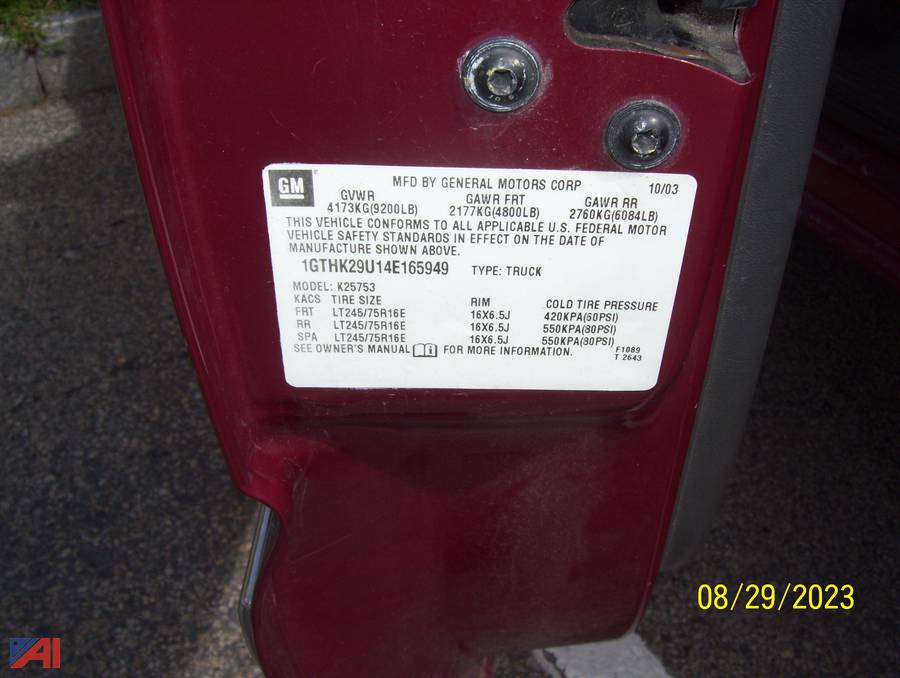 GM MFD BY GENERAL MOTORS CORP 10/03
GVWR GAWR FRT GAWR RR
4173KG(9200LB) 2177KG(4800LB) 2760KG(6084LB)
THIS VEHICLE CONFORMS TO ALL APPLICABLE U.S. FEDERAL MOTOR
VEHICLE SAFETY STANDARDS IN EFFECT ON THE DATE OF
MANUFACTURE SHOWN ABOVE.
1GTHK29U14E165949 TYPE: TRUCK
MODEL: K25753
KACS TIRE SIZE RIM COLD TIRE PRESSURE
FRT LT245/75R16E 16X6.5J 420KPA(60PSI)
RR LT245/75R16E 16X6.5J 550KPA(80PSI)
SPA LT245/75R16E 16X6.5J 550KPA(80PSI)
SEE OWNER'S MANUAL FOR MORE INFORMATION. F1089
T 2643
08/29/2023
AI